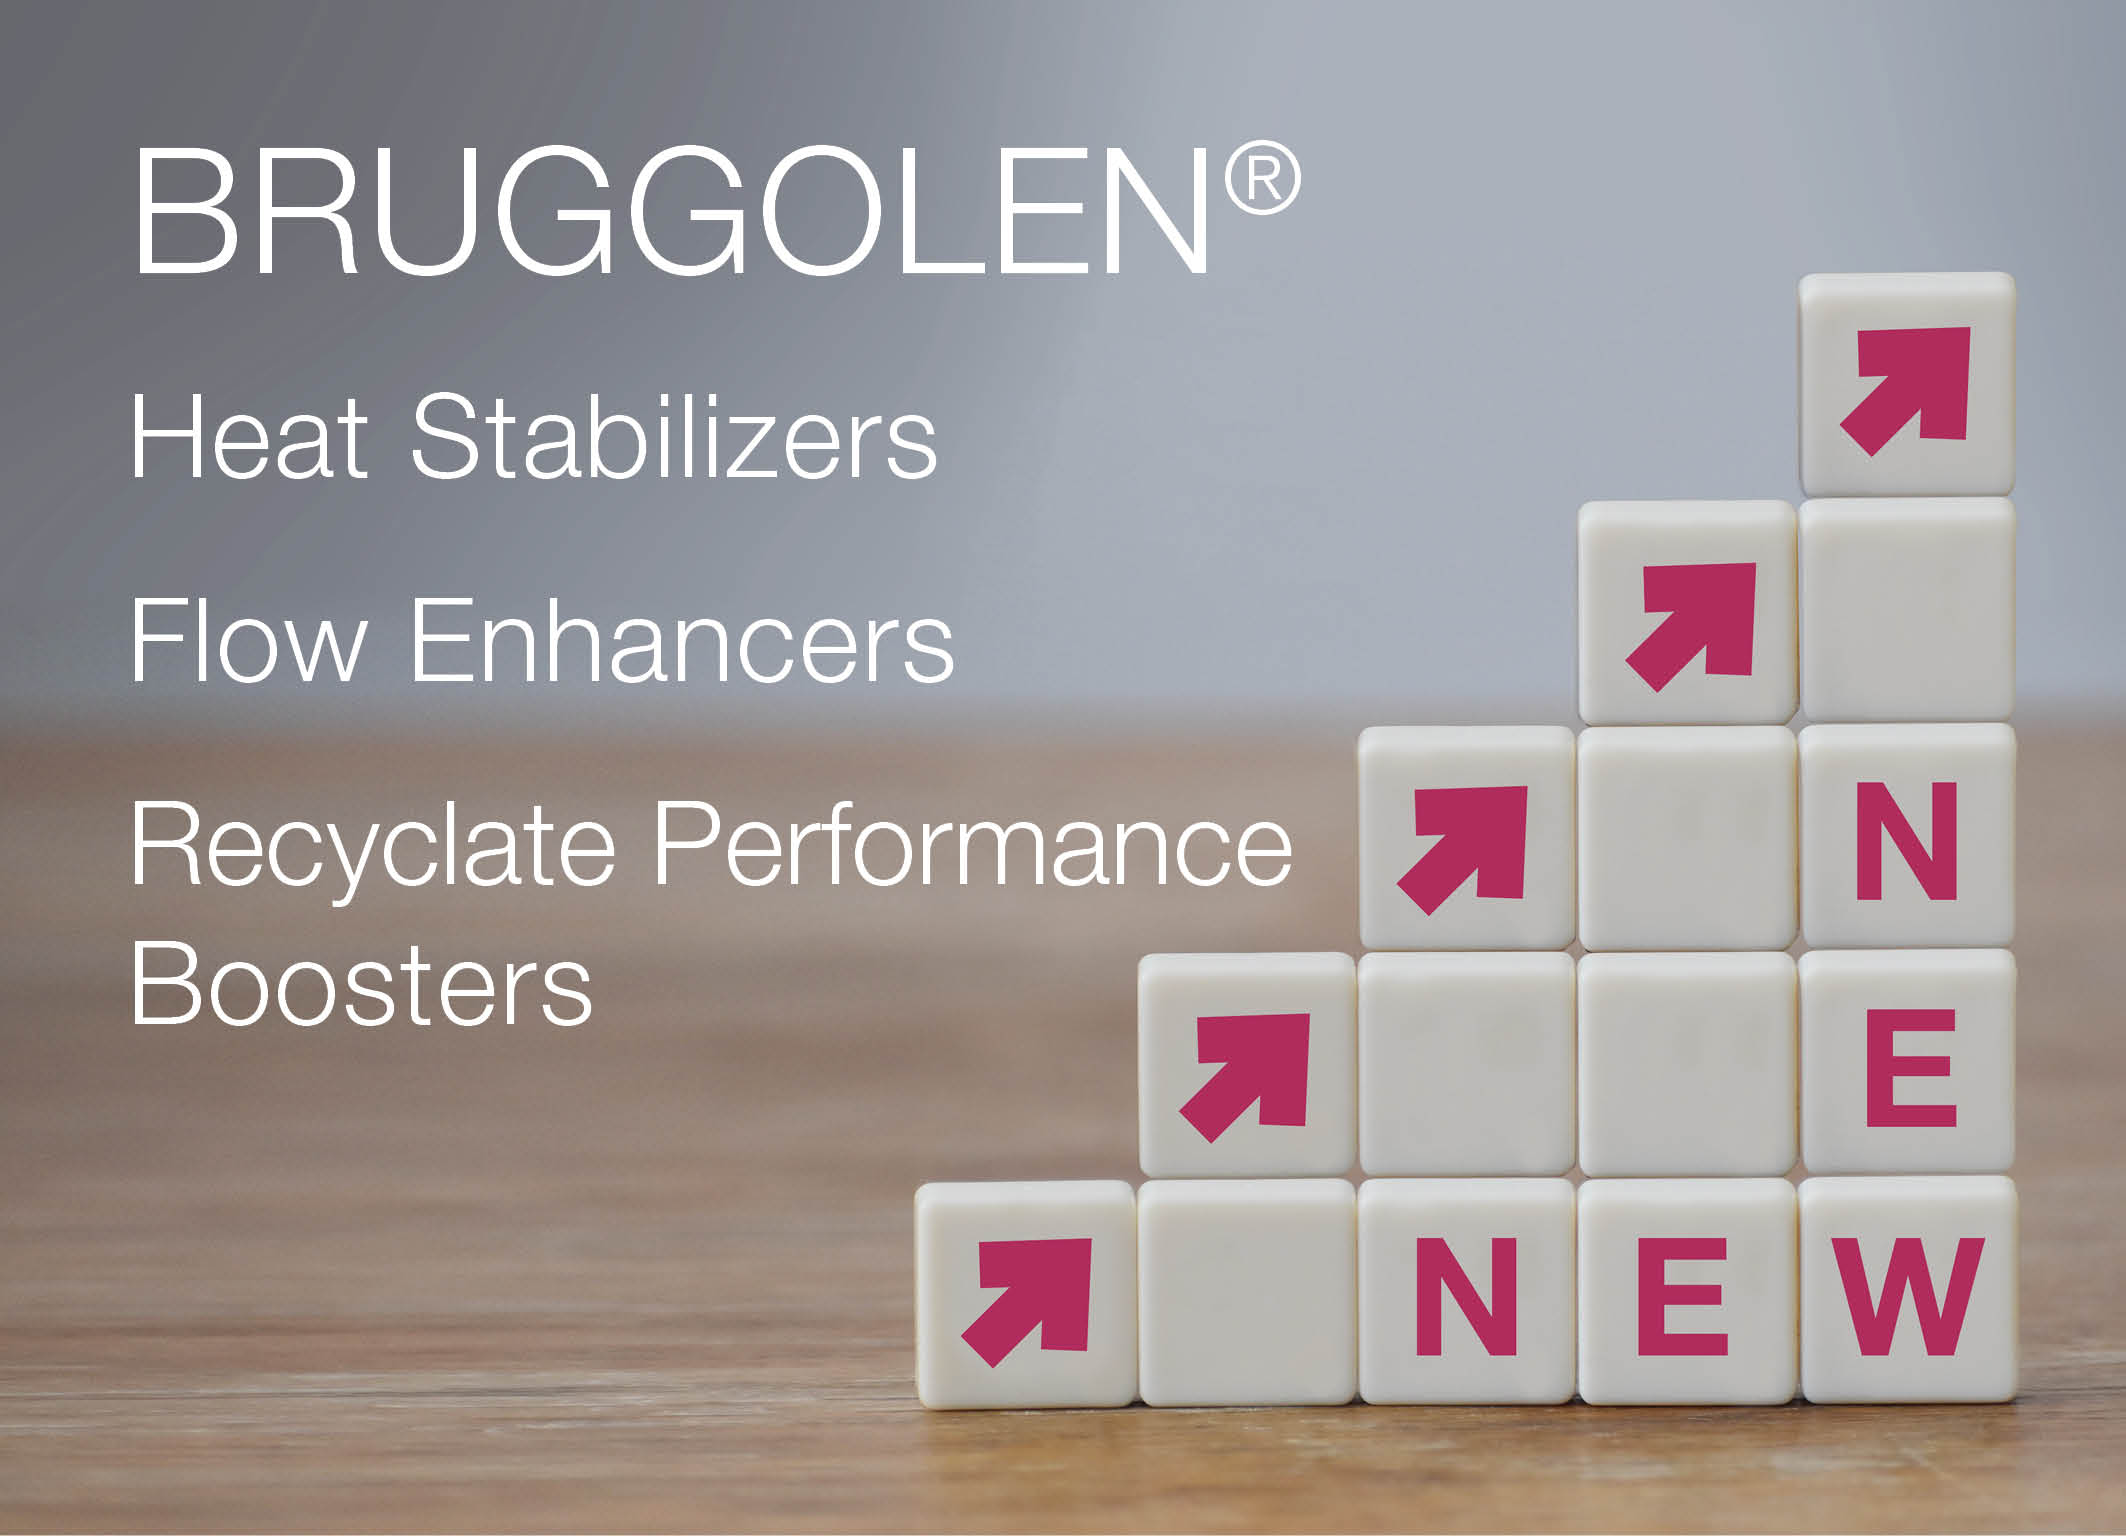 BRUGGOLEN®
Heat Stabilizers
Flow Enhancers
Recyclate Performance
Boosters
N
E
NEW